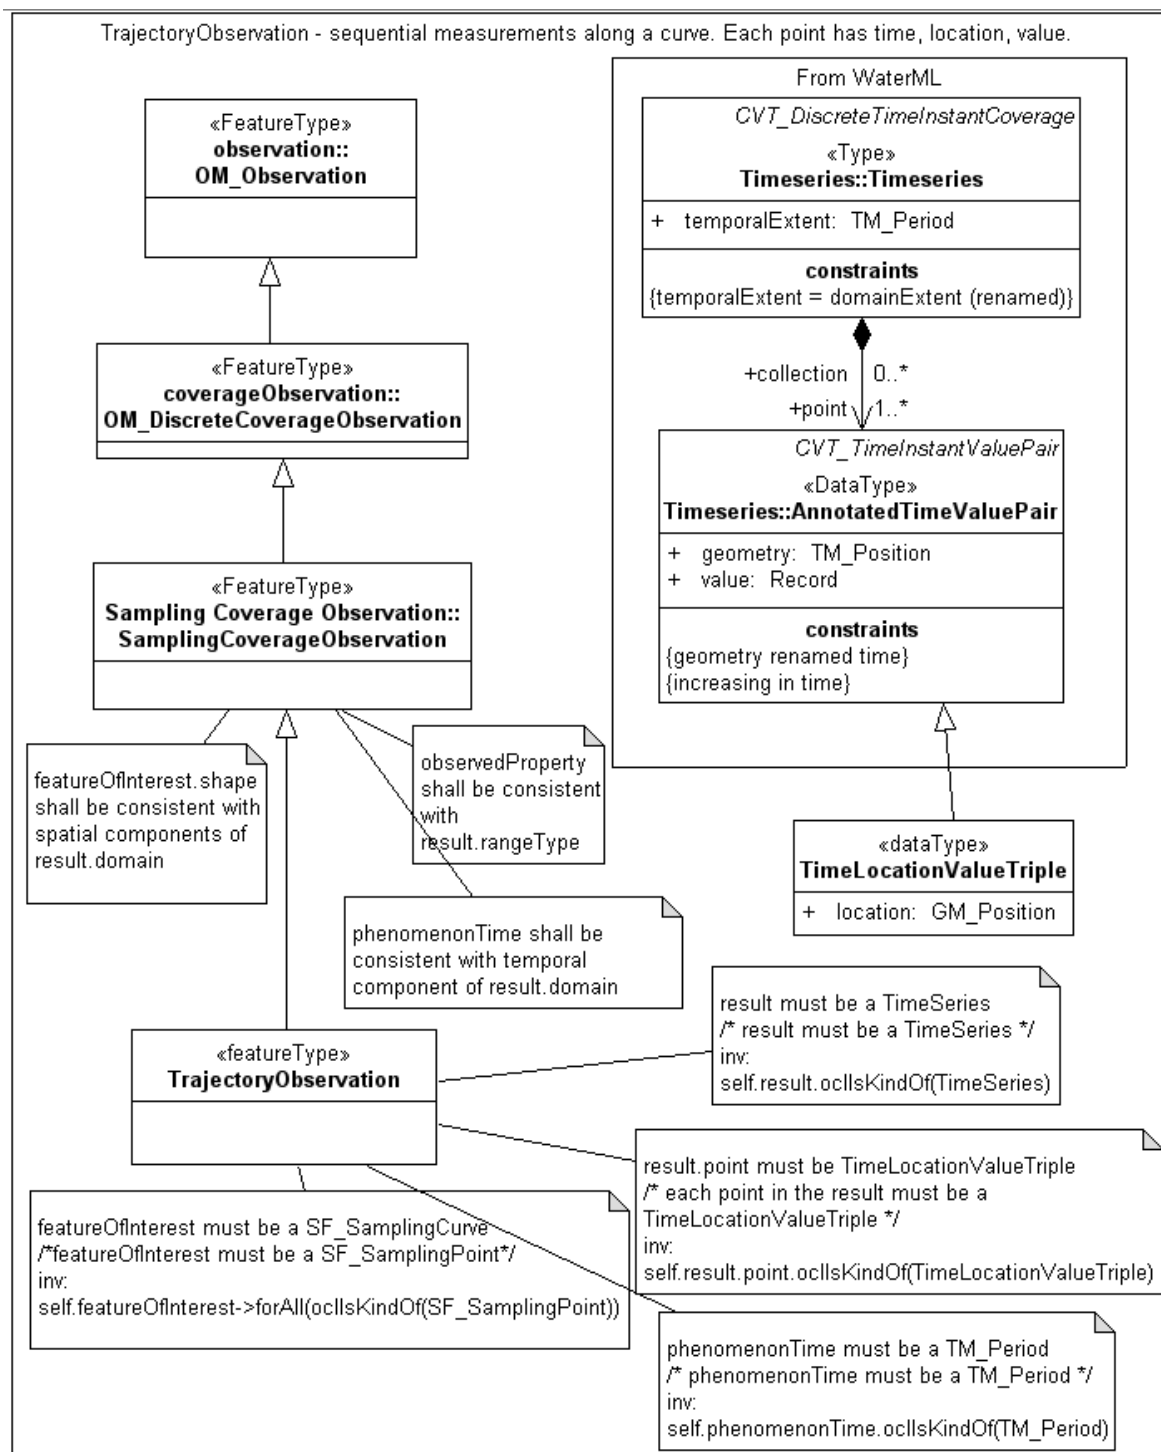 TrajectoryObservation - sequential measurements along a curve. Each point has time, location, value.
From WaterML
«FeatureType»
observation::
OM_Observation
CVT_DiscreteTimeInstantCoverage
«Type»
Timeseries::Timeseries
+ temporalExtent: TM_Period
constraints
{temporalExtent = domainExtent (renamed)}
+collection 0..*
+point 1..*
«FeatureType»
coverageObservation::
OM_DiscreteCoverageObservation
CVT_TimeInstantValuePair
«DataType»
Timeseries::AnnotatedTimeValuePair
+ geometry: TM_Position
+ value: Record
constraints
{geometry renamed time}
{increasing in time}
«FeatureType»
Sampling Coverage Observation::
SamplingCoverageObservation
featureOfInterest.shape
shall be consistent with
spatial components of
result.domain
observedProperty
shall be consistent
with
result.rangeType
phenomenonTime shall be
consistent with temporal
component of result.domain
«dataType»
TimeLocationValueTriple
+ location: GM_Position
«featureType»
TrajectoryObservation
result must be a TimeSeries
/* result must be a TimeSeries */
inv:
self.result.ocllsKindOf(TimeSeries)
result.point must be TimeLocationValueTriple
/* each point in the result must be a
TimeLocationValueTriple */
inv:
self.result.point.ocllsKindOf(TimeLocationValueTriple)
featureOfInterest must be a SF_SamplingCurve
/*featureOfInterest must be a SF_SamplingPoint*/
inv:
self.featureOfInterest->forAll(ocllsKindOf(SF_SamplingPoint))
phenomenonTime must be a TM_Period
/* phenomenonTime must be a TM_Period */
inv:
self.phenomenonTime.ocllsKindOf(TM_Period)